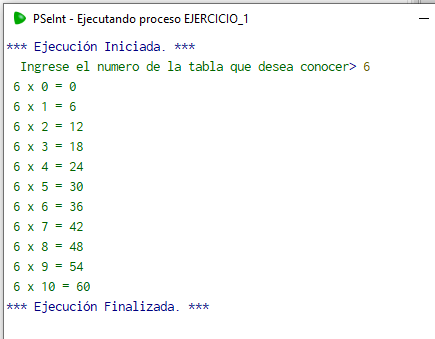 PSeInt - Ejecutando proceso EJERCICIO_1
*** Ejecución Iniciada. ***
Ingrese el numero de la tabla que desea conocer> 6
6 x 0 = 0
6 x 1 = 6
6 x 2 = 12
6 x 3 = 18
6 x 4 = 24
6 x 5 = 30
6 x 6 = 36
6 x 7 = 42
6 x 8 = 48
6 x 9 = 54
6 x 10 = 60
*** Ejecución Finalizada. ***